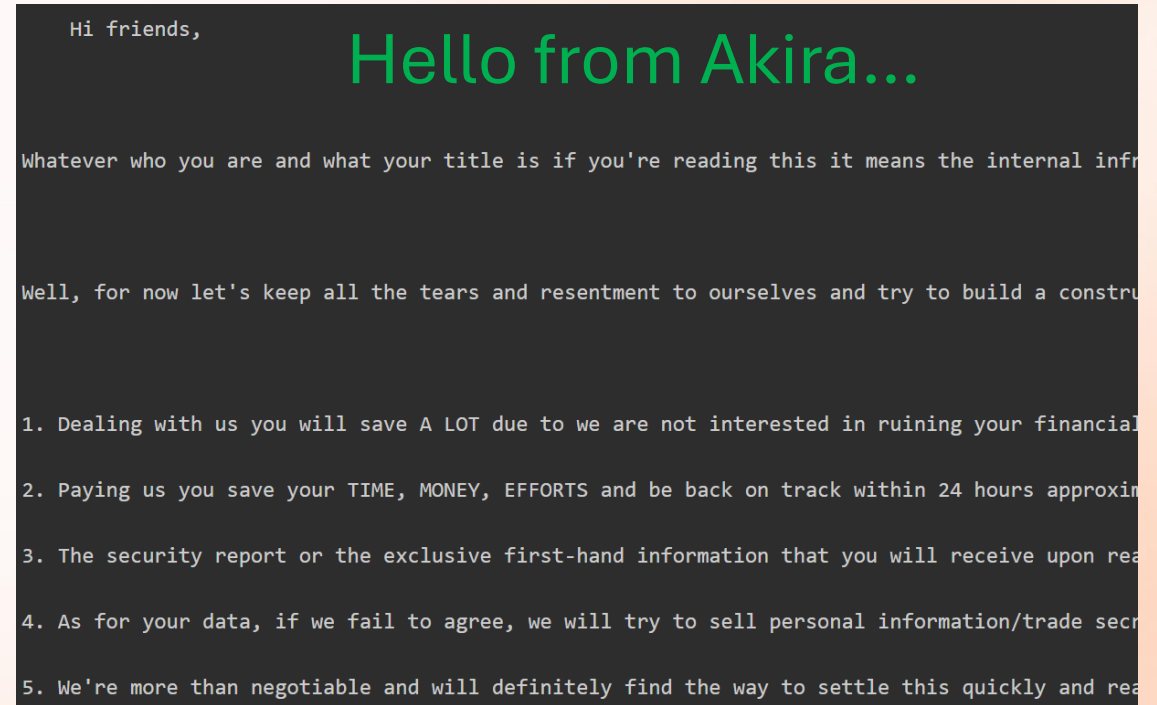 Hi friends,
Hello from Akira...
Whatever who you are and what your title is if you're reading this it means the internal
Well, for now let's keep all the tears and resentment to ourselves and try to build a
1. Dealing with us you will save A LOT due to we are not interested in ruining your financial
2. Paying us you save your TIME, MONEY, EFFORTS and be back on track within 24 hours
3. The security report or the exclusive first-hand information that you will receive upon
4. As for your data, if we fail to agree, we will try to sell personal information/trade
5. We're more than negotiable and will definitely find the way to settle this quickly and